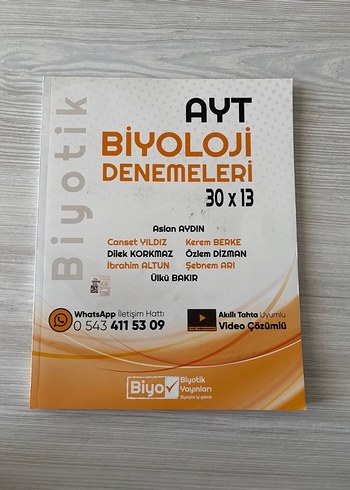 Biyotik
AYT
BİYOLOJİ
DENEMELERİ
30 x 13
Aslan AYDIN
Canset YILDIZ Kerem BERKE
Dilek KORKMAZ Özlem DİZMAN
İbrahim ALTUN Şebnem ARI
Ülkü BAKIR
WhatsApp İletişim Hattı
0 543 411 53 09
Akıllı Tahta Uyumlu
Video Çözümlü
Biyo
Biyotik
Yayınları